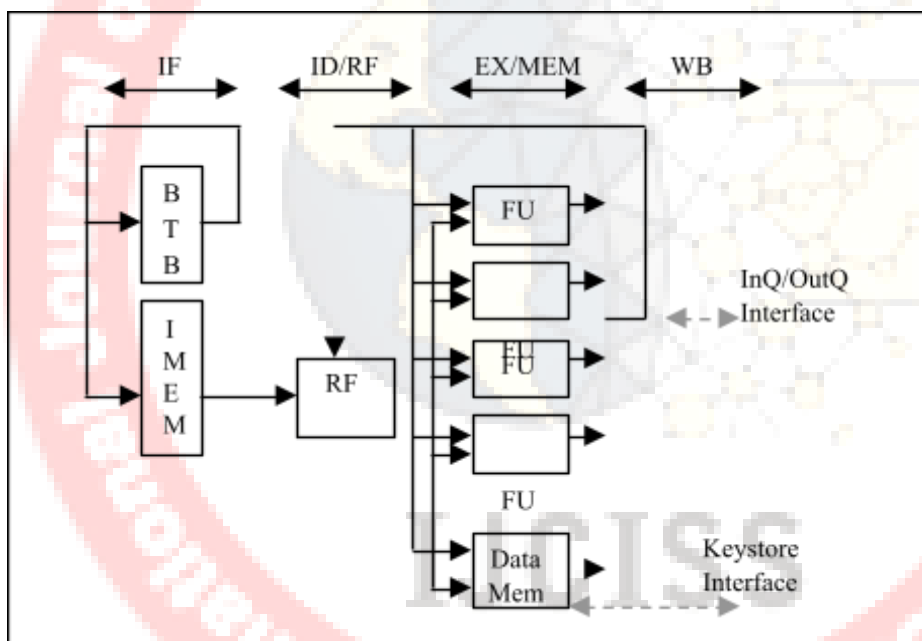 IF
ID/RF
EX/MEM
WB
B
T
B
FU
InQ/OutQ
Interface
I
M
E
M
RF
FU
FU
FU
Data
Mem
Keystore
Interface
IJCISS